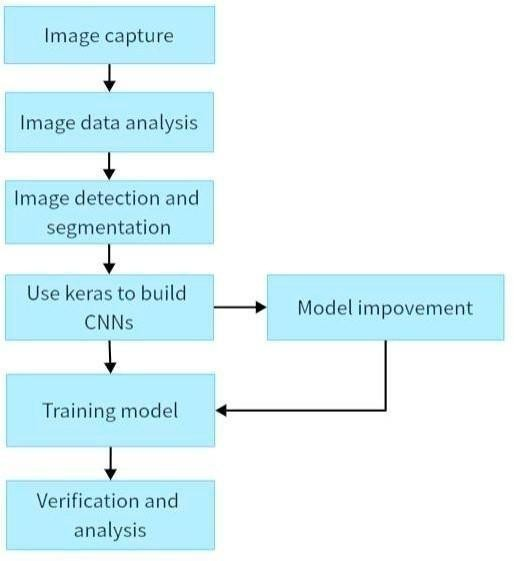 Image capture
Image data analysis
Image detection and
segmentation
Use keras to build
CNNs
Model impovement
Training model
Verification and
analysis